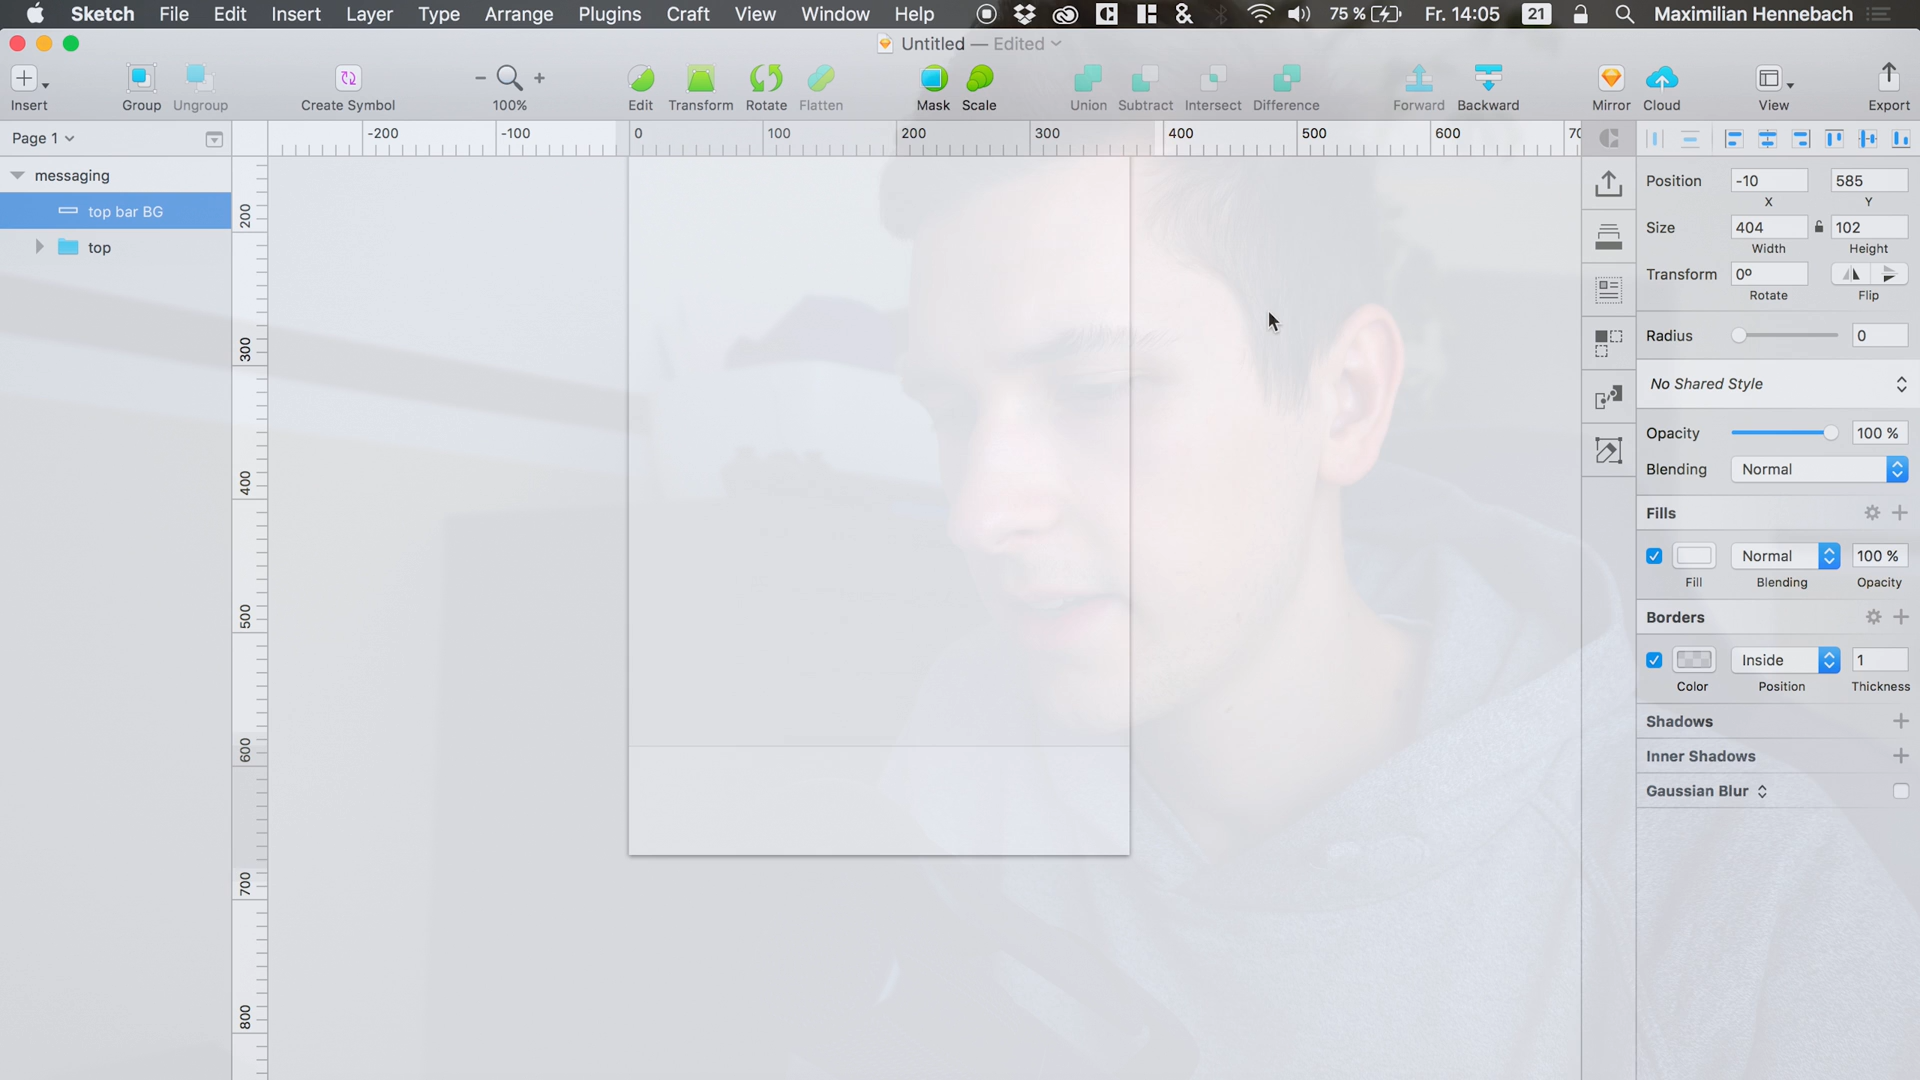 Sketch File Edit Insert Layer Type Arrange Plugins Craft View Window Help 75 % Fr. 14:05 21 Maximilian Hennebach
Untitled — Edited
Insert Group Ungroup Create Symbol 100% Edit Transform Rotate Flatten Mask Scale Union Subtract Intersect Difference Forward Backward Mirror Cloud View Export
Page 1
-200 -100 0 100 200 300 400 500 600 70
messaging
top bar BG
top
200
300
400
500
600
700
800
Position -10 585
X Y
Size 404 102
Width Height
Transform 0º
Rotate Flip
Radius 0
No Shared Style
Opacity 100 %
Blending Normal
Fills
Normal 100 %
Fill Blending Opacity
Borders
Inside 1
Color Position Thickness
Shadows
Inner Shadows
Gaussian Blur